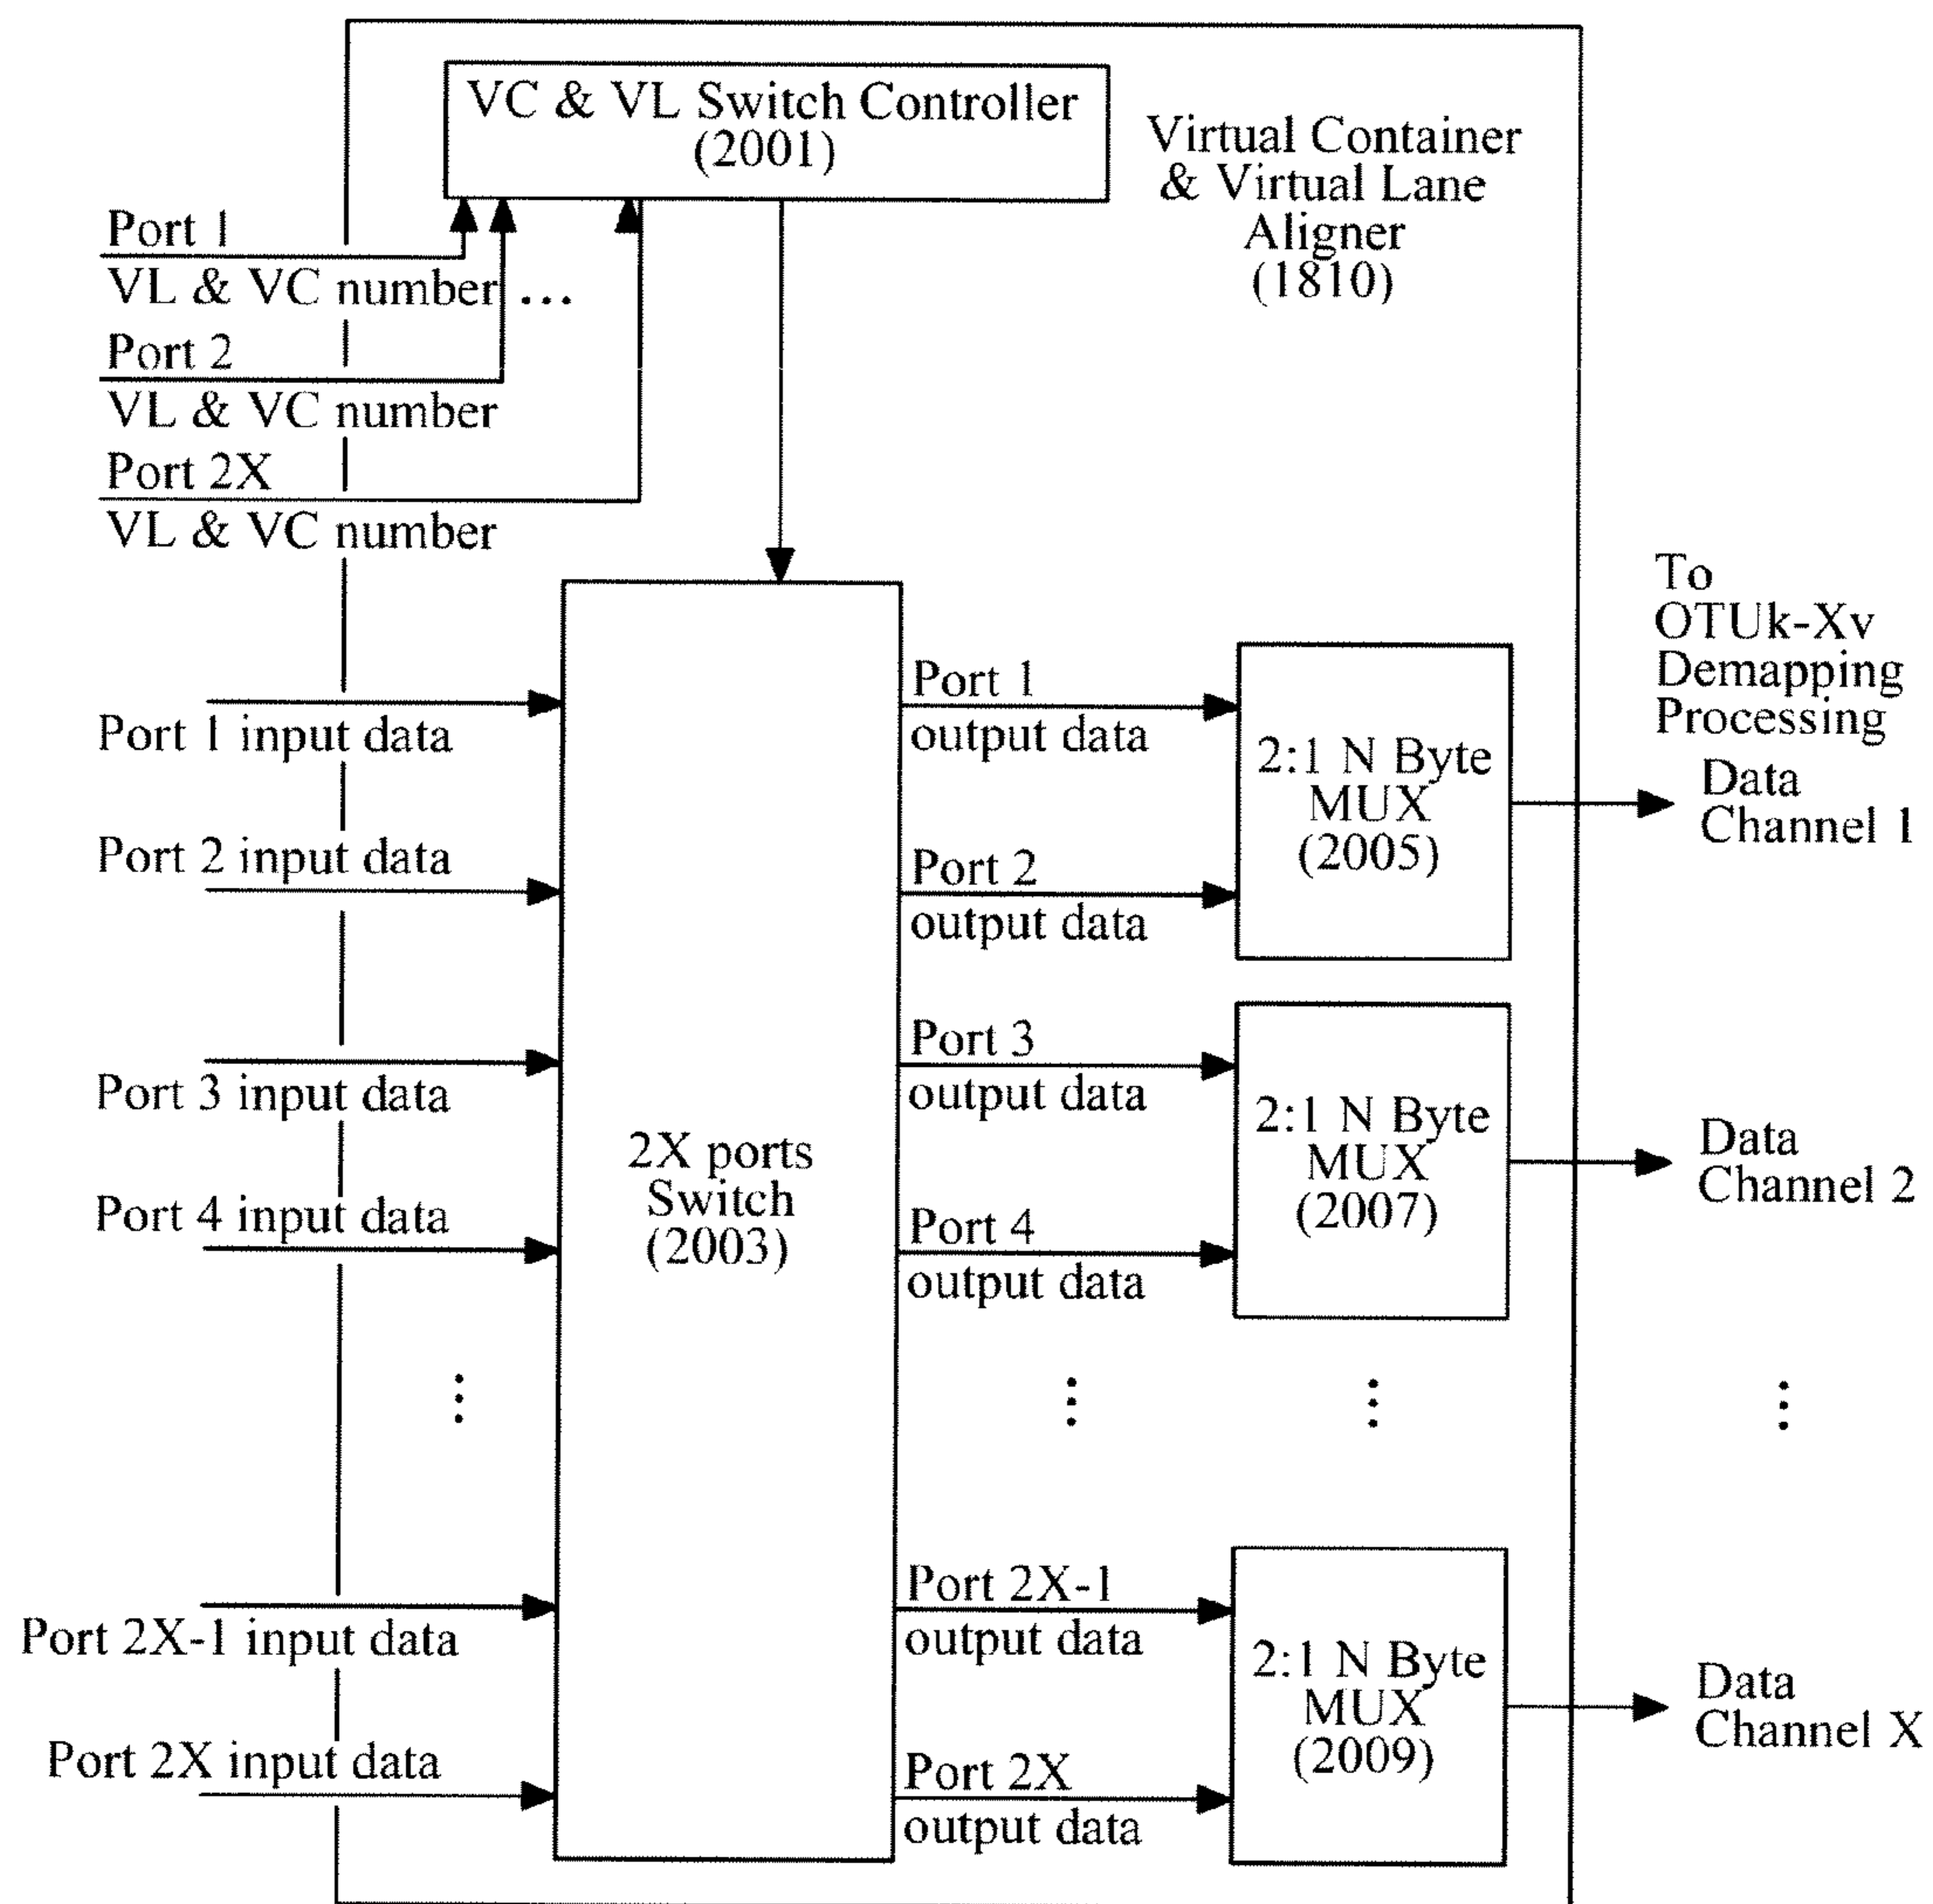 VC & VL Switch Controller
(2001)
Virtual Container
& Virtual Lane
Aligner
(1810)
Port 1
VL & VC number ...
Port 2
VL & VC number
Port 2X
VL & VC number
To
OTUk-Xv
Demapping
Processing
Port 1 input data
Port 2 input data
Port 3 input data
Port 4 input data
Port 2X-1 input data
Port 2X input data
2X ports
Switch
(2003)
Port 1
output data
Port 2
output data
Port 3
output data
Port 4
output data
Port 2X-1
output data
Port 2X
output data
2:1 N Byte
MUX
(2005)
2:1 N Byte
MUX
(2007)
2:1 N Byte
MUX
(2009)
Data
Channel 1
Data
Channel 2
Data
Channel X